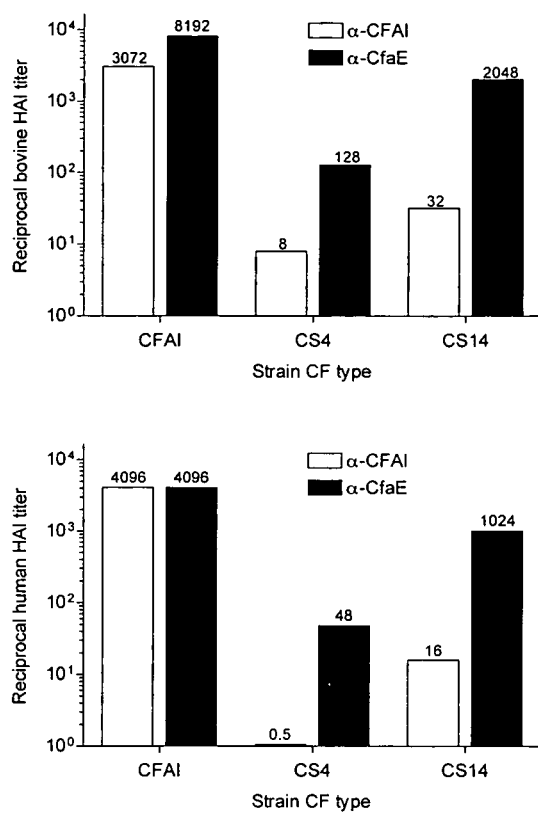 Reciprocal bovine HAI titer
10⁴
10³
10²
10¹
10⁰
α-CFAI
α-CfaE
3072
8192
8
128
32
2048
CFAI
CS4
CS14
Strain CF type
Reciprocal human HAI titer
10⁴
10³
10²
10¹
10⁰
α-CFAI
α-CfaE
4096
4096
0.5
48
16
1024
CFAI
CS4
CS14
Strain CF type